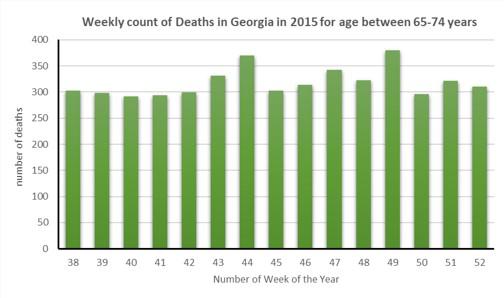 Weekly count of Deaths in Georgia in 2015 for age between 65-74 years
400
350
300
250
200
150
100
50
0
number of deaths
38 39 40 41 42 43 44 45 46 47 48 49 50 51 52
Number of Week of the Year